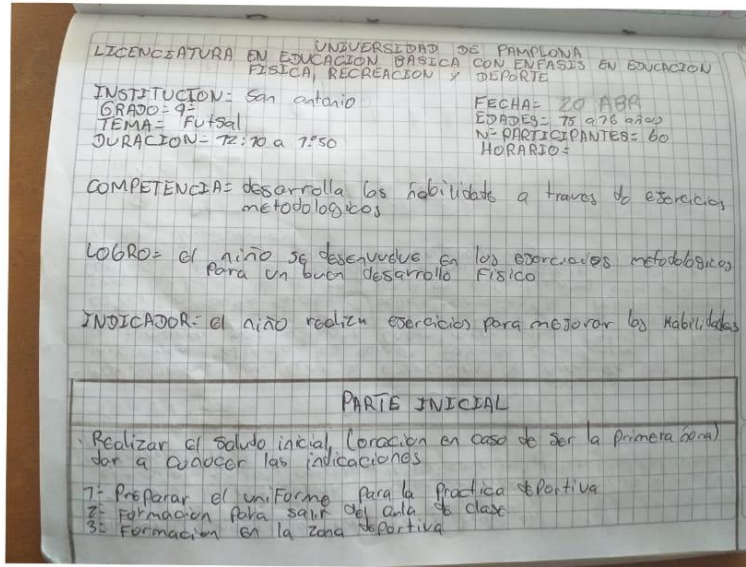 UNIVERSIDAD DE PAMPLONA
LICENCIATURA EN EDUCACION BASICA CON ENFASIS EN EDUCACION
FISICA, RECREACION Y DEPORTE
INSTITUCION= San antonio
FECHA= 20 ABR
GRADO= 9=
EDADES= 15 a 16 años
TEMA= Futsal
N= PARTICIPANTES= 60
DURACION= 12:10 a 1:50
HORARIO=
COMPETENCIA= desarrolla las habilidate a traves de esercicios
metodologicos
LOGRO= el niño se desenvuelve en los esercicios metodologicos
Para un buen desarrollo Fisico
INDICADOR= el niño realiza esercicios para mejorar las Habilidades
PARTE INICIAL
. Realizar el saludo inicial (oracion en caso de ser la primera hora)
dar a conocer las indicaciones
1= Preparar el uniforme Para la Practica deportiva
2= Formacion Para salir del aula de clase
3= Formacion en la zona deportiva